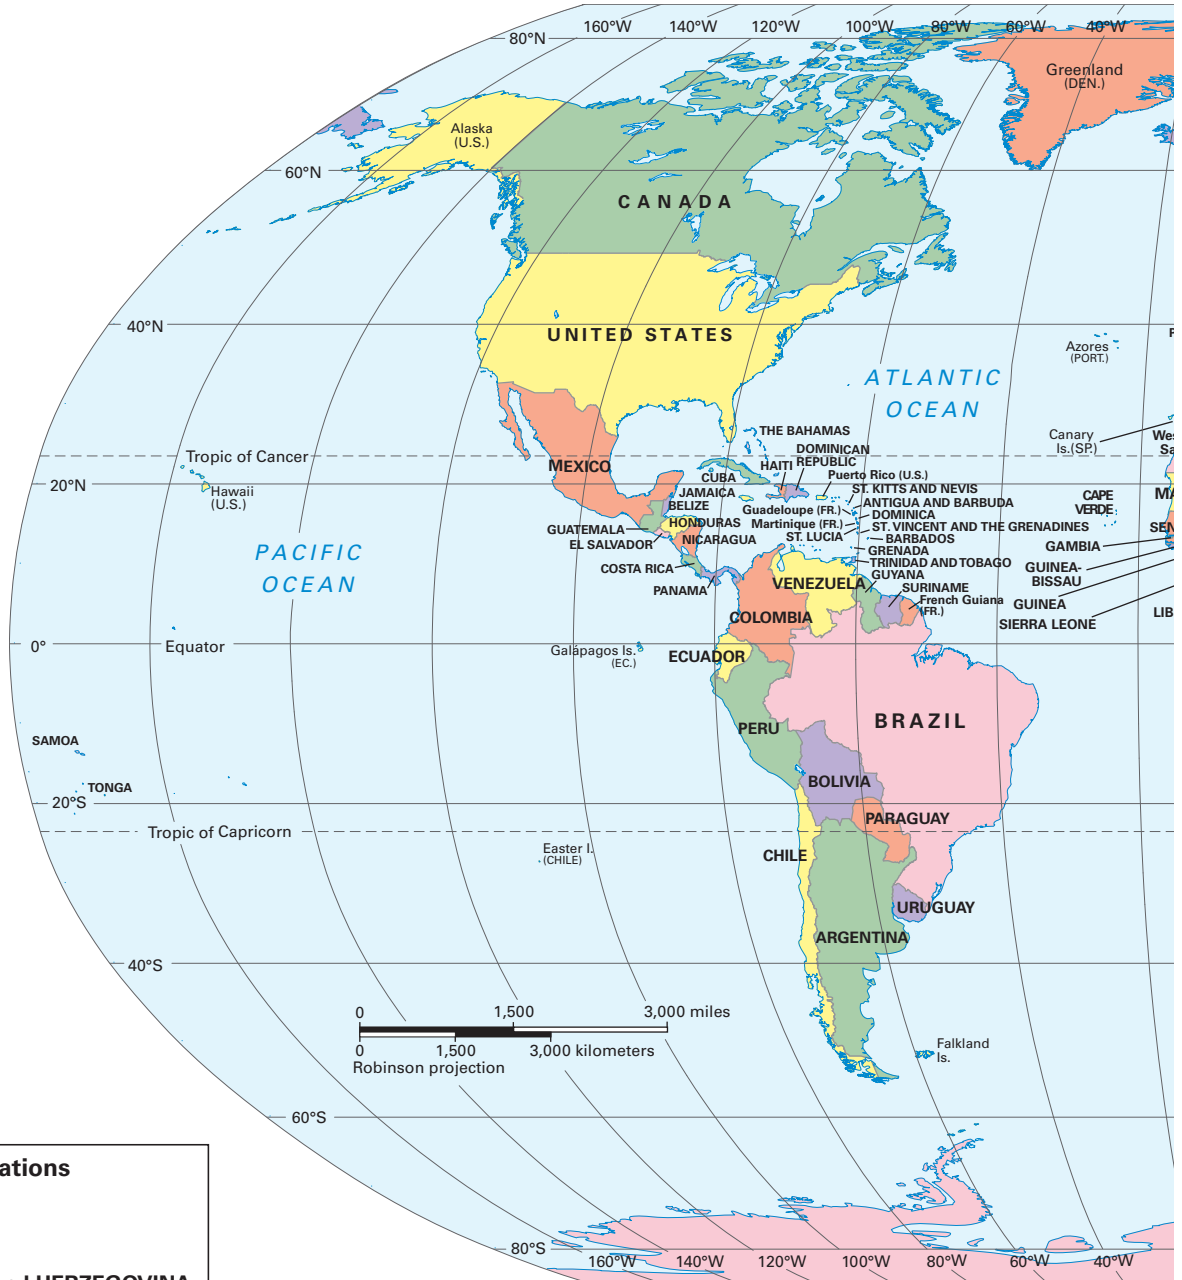 160°W 140°W 120°W 100°W 80°W 60°W 40°W
80°N
Greenland
(DEN.)
Alaska
(U.S.)
60°N
CANADA
40°N
UNITED STATES
Azores
(PORT.)
ATLANTIC
OCEAN
THE BAHAMAS
Canary
Is.(SP.)
Tropic of Cancer
DOMINICAN
REPUBLIC
HAITI
MEXICO
CUBA
Puerto Rico (U.S.)
20°N
Hawaii
(U.S.)
JAMAICA
ST. KITTS AND NEVIS
BELIZE
ANTIGUA AND BARBUDA
CAPE
VERDE
Guadeloupe (FR.)
DOMINICA
HONDURAS
Martinique (FR.)
GUATEMALA
ST. VINCENT AND THE GRENADINES
ST. LUCIA
NICARAGUA
BARBADOS
EL SALVADOR
GRENADA
GAMBIA
PACIFIC
OCEAN
COSTA RICA
TRINIDAD AND TOBAGO
GUINEA-
BISSAU
VENEZUELA
GUYANA
PANAMA
SURINAME
French Guiana
(FR.)
GUINEA
SIERRA LEONE
LIB
MA
SEN
Wes
Sa
COLOMBIA
0°
Equator
Galápagos Is.
(EC.)
ECUADOR
BRAZIL
PERU
SAMOA
BOLIVIA
TONGA
20°S
PARAGUAY
Tropic of Capricorn
Easter I.
(CHILE)
CHILE
URUGUAY
ARGENTINA
40°S
0 1,500 3,000 miles
0 1,500 3,000 kilometers
Robinson projection
Falkland
Is.
60°S
ations
80°S
160°W 140°W 120°W 100°W 80°W 60°W 40°W